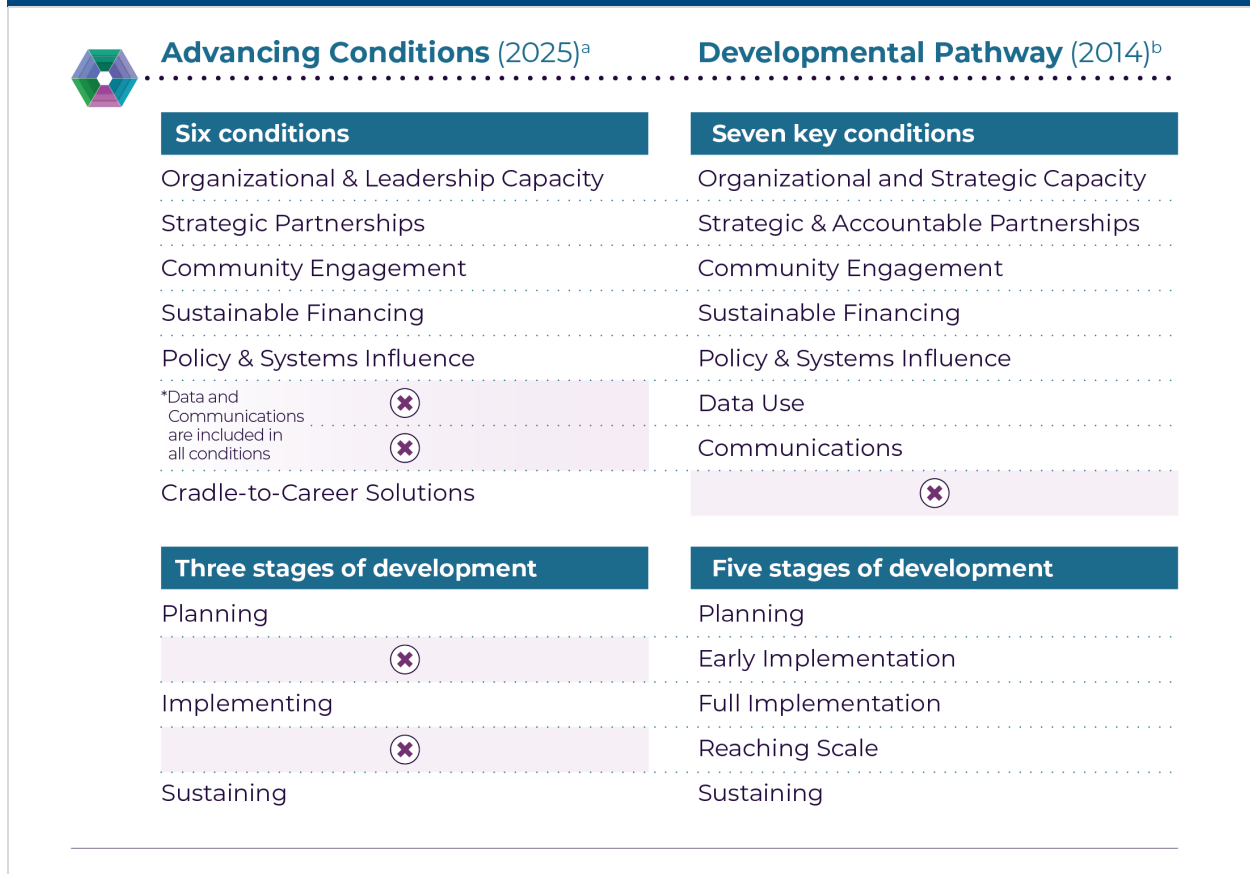 Advancing Conditions (2025)ᵃ
Developmental Pathway (2014)ᵇ
Six conditions
Seven key conditions
Organizational & Leadership Capacity
Organizational and Strategic Capacity
Strategic Partnerships
Strategic & Accountable Partnerships
Community Engagement
Community Engagement
Sustainable Financing
Sustainable Financing
Policy & Systems Influence
Policy & Systems Influence
*Data and
Communications
are included in
all conditions
Data Use
Communications
Cradle-to-Career Solutions
Three stages of development
Five stages of development
Planning
Planning
Early Implementation
Implementing
Full Implementation
Reaching Scale
Sustaining
Sustaining